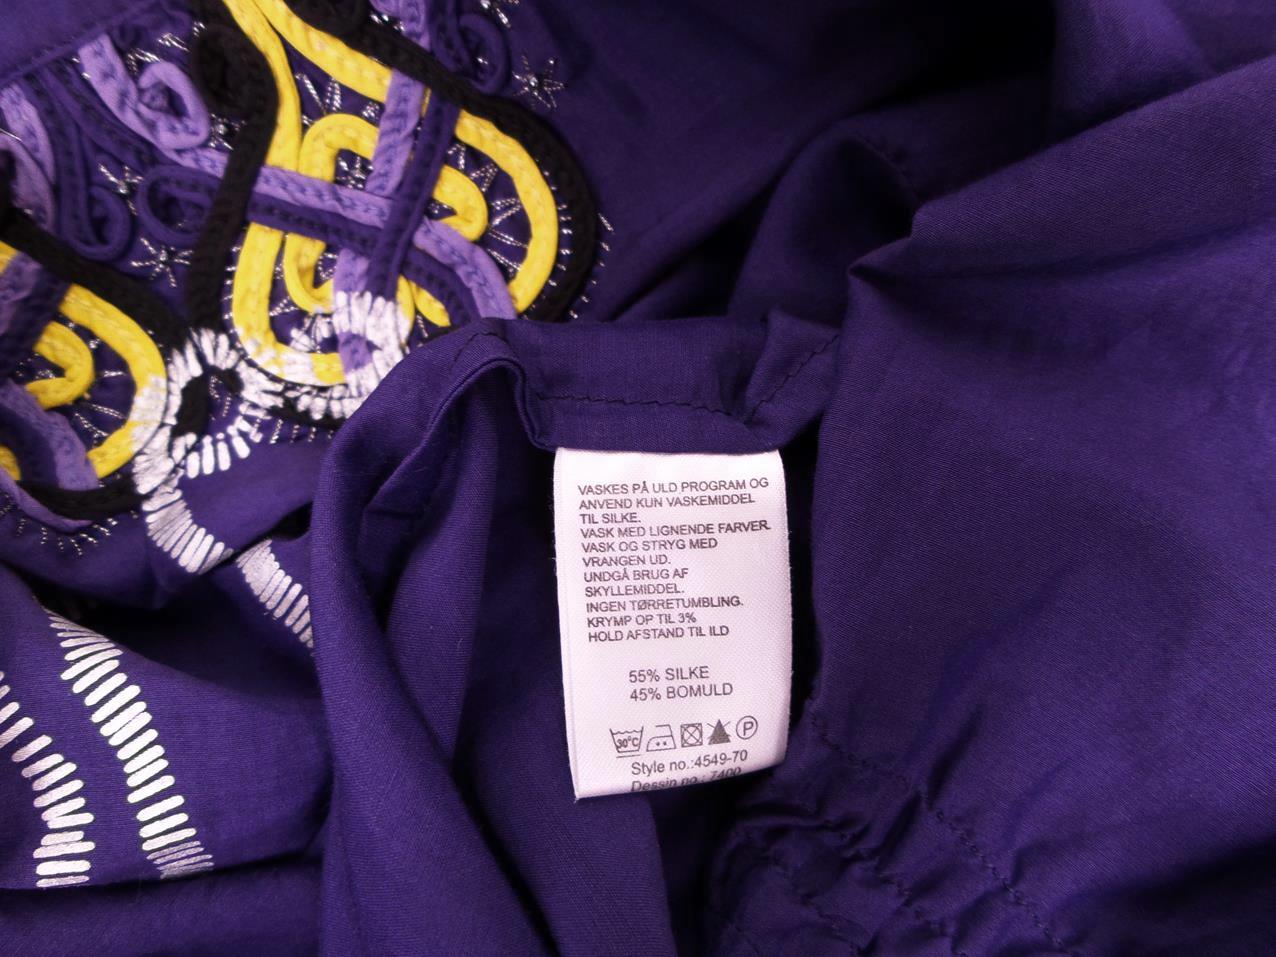 VASKES PÅ ULD PROGRAM OG
ANVEND KUN VASKEMIDDEL
TIL SILKE.
VASK MED LIGNENDE FARVER.
VASK OG STRYG MED
VRANGEN UD.
UNDGÅ BRUG AF
SKYLLEMIDDEL.
INGEN TØRRETUMBLING.
KRYMP OP TIL 3%
HOLD AFSTAND TIL ILD
55% SILKE
45% BOMULD
30°C P
Style no.:4549-70
Dessin no.: 7400